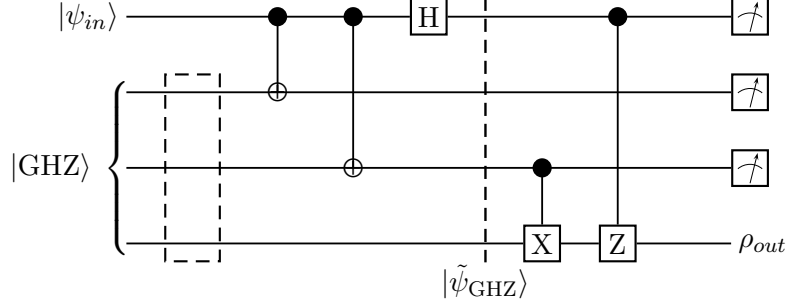 |ψ_in⟩
H
|GHZ⟩
X
Z
ρ_out
|ψ̃_GHZ⟩